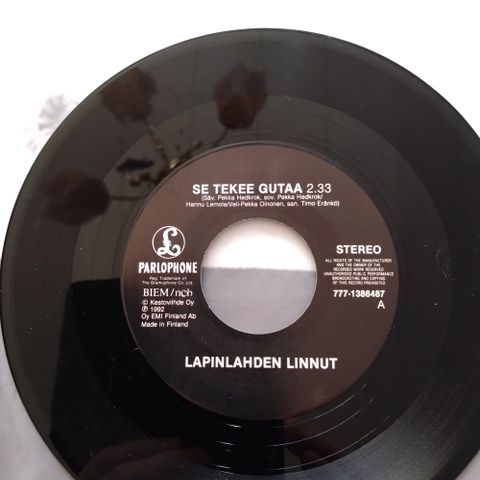 SE TEKEE GUTAA 2.33
(Säv. Pekka Hedkrok, sov. Pekka Hedkrok/
Hannu Lemola/Veli-Pekka Oinonen, san. Timo Eränkö)
£
PARLOPHONE
Reg. Trademark of
The Gramophone Co. Ltd.
BIEM/ncb
© Kestoviihde Oy
℗ 1992
Oy EMI Finland Ab
Made in Finland
STEREO
ALL RIGHTS OF THE MANUFACTURER
AND THE OWNER OF THE
RECORDED WORK RESERVED
UNAUTHORISED PUBLIC PERFORMANCE
BROADCASTING AND COPYING
OF THIS RECORD PROHIBITED
777-1386487
A
LAPINLAHDEN LINNUT